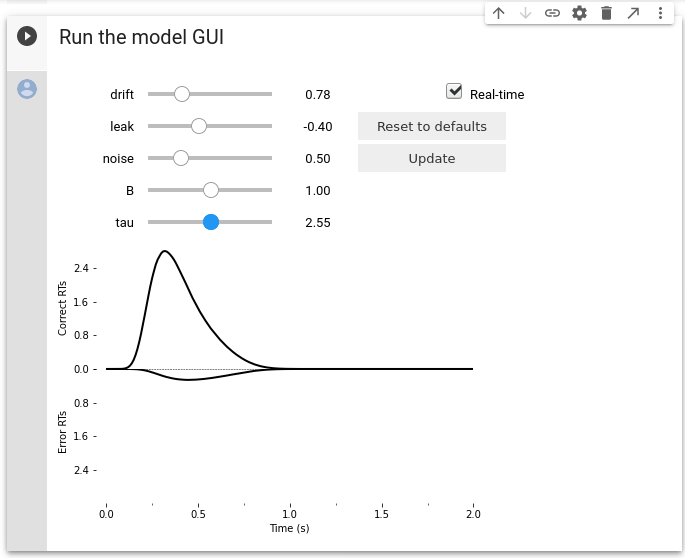 Run the model GUI
drift 0.78
Real-time
leak -0.40
Reset to defaults
noise 0.50
Update
B 1.00
tau 2.55
Correct RTs
2.4
1.6
0.8
0.0
Error RTs
0.8
1.6
2.4
0.0 0.5 1.0 1.5 2.0
Time (s)